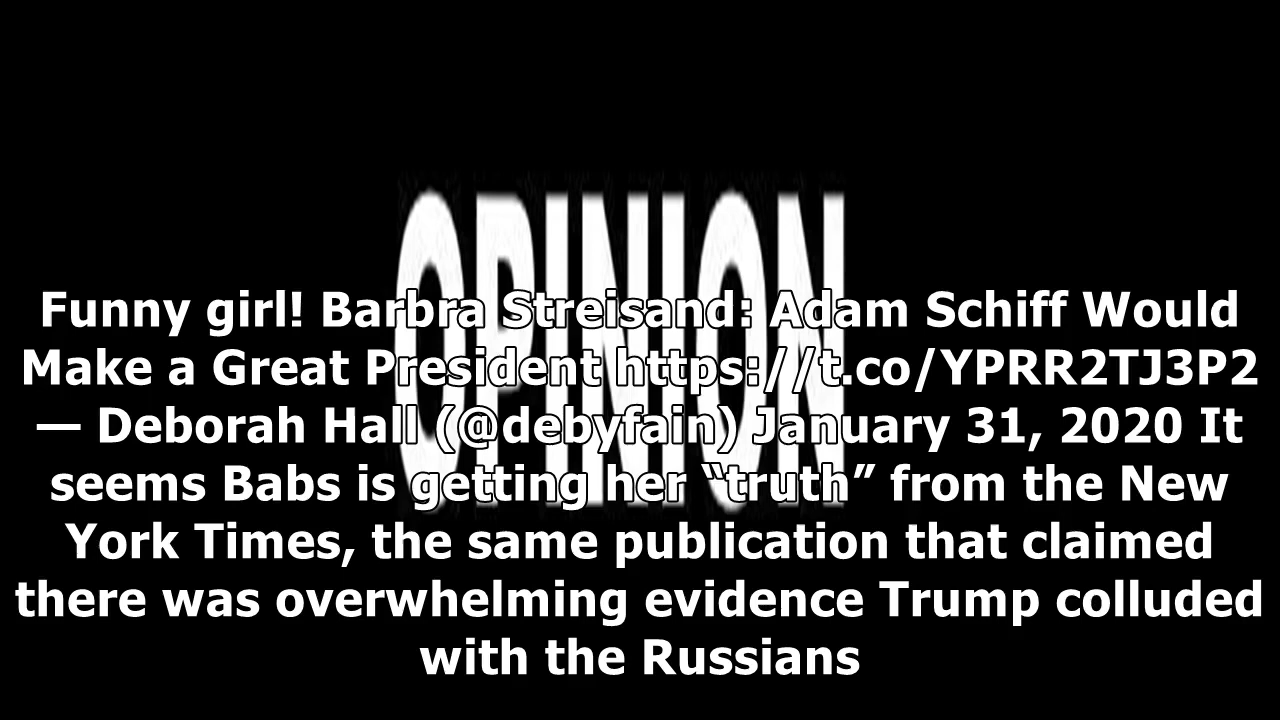 OPINION
Funny girl! Barbra Streisand: Adam Schiff Would
Make a Great President https://t.co/YPRR2TJ3P2
— Deborah Hall (@debyfain) January 31, 2020 It
seems Babs is getting her “truth” from the New
York Times, the same publication that claimed
there was overwhelming evidence Trump colluded
with the Russians